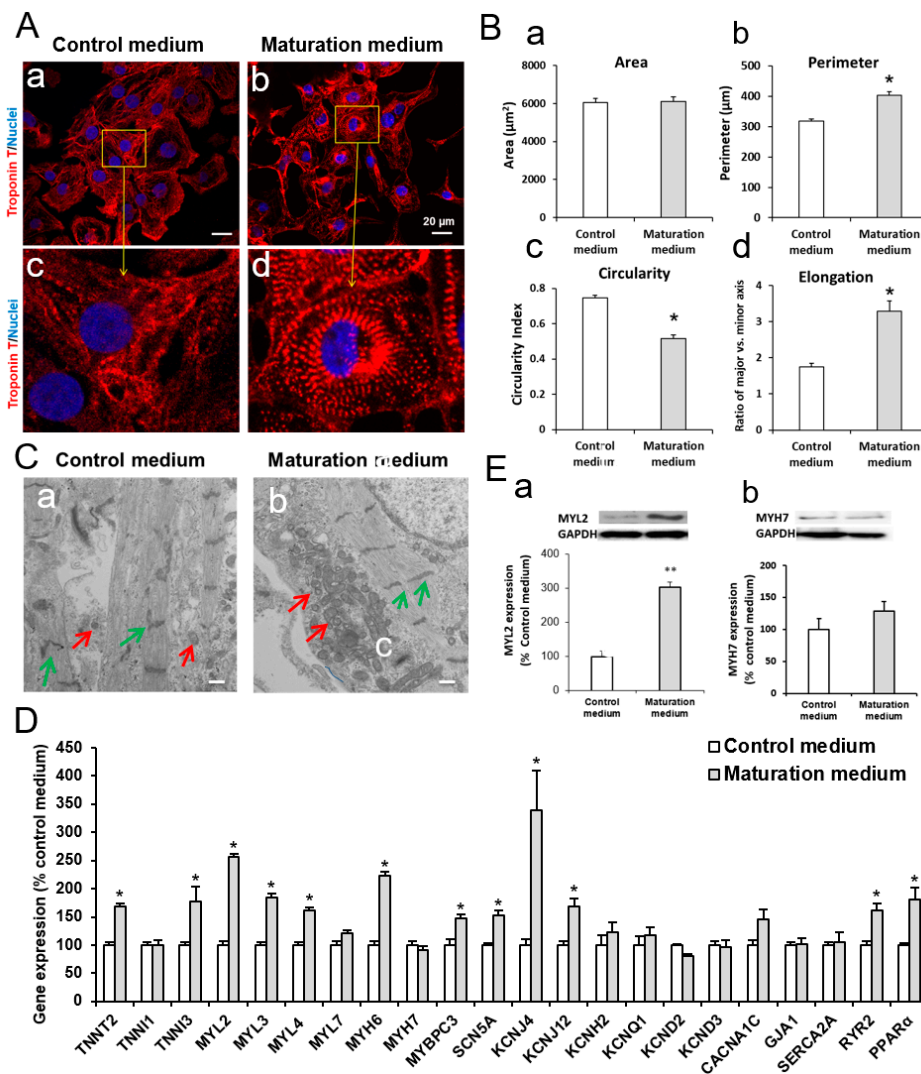 A
Control medium
Maturation medium
a
b
20 µm
Troponin T/Nuclei
c
d
Troponin T/Nuclei
B
a
Area
Area (µm²)
8000
6000
4000
2000
0
Control medium
Maturation medium
b
Perimeter
Perimeter (µm)
500
400
300
200
100
0
*
Control medium
Maturation medium
c
Circularity
Circularity Index
0.8
0.6
0.4
0.2
0
*
Control medium
Maturation medium
d
Elongation
Ratio of major vs. minor axis
4
3
2
1
0
*
Control medium
Maturation medium
C
Control medium
Maturation medium
a
b
c
E
a
MYL2
GAPDH
MYL2 expression
(% Control medium)
400
300
200
100
0
**
Control medium
Maturation medium
b
MYH7
GAPDH
MYH7 expression
(% control medium)
200
150
100
50
0
Control medium
Maturation medium
D
Control medium
Maturation medium
Gene expression (% control medium)
450
400
350
300
250
200
150
100
50
0
* * * * * * * * * * * *
TNNT2
TNNI1
TNNI3
MYL2
MYL3
MYL4
MYL7
MYH6
MYH7
MYBPC3
SCN5A
KCNJ4
KCNJ12
KCNH2
KCNQ1
KCND2
KCND3
CACNA1C
GJA1
SERCA2A
RYR2
PPARα